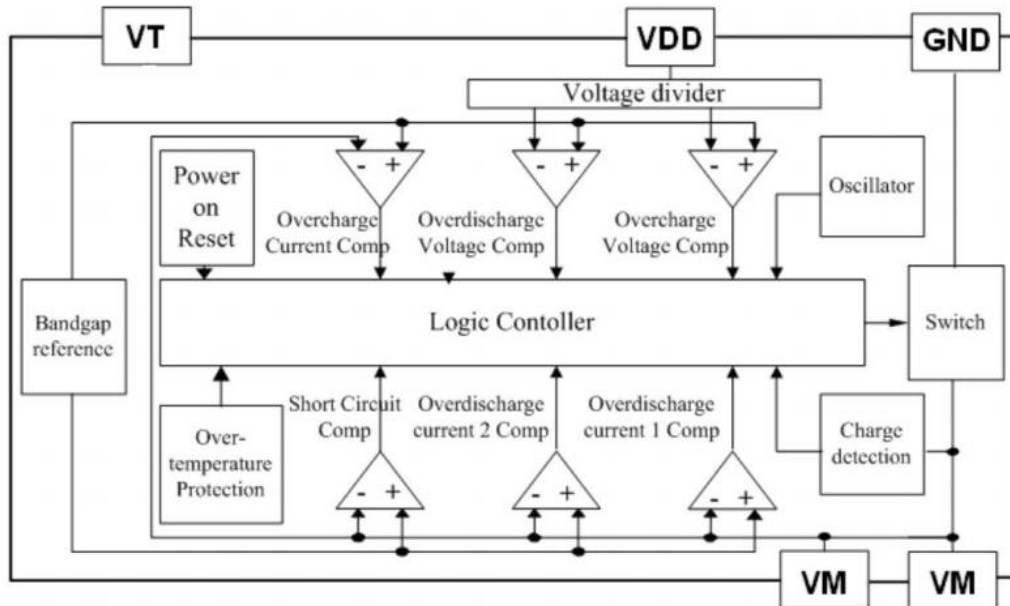 VT
VDD
GND
Voltage divider
- +
- +
- +
Power
on
Reset
Oscillator
Overcharge
Current Comp
Overdischarge
Voltage Comp
Overcharge
Voltage Comp
Bandgap
reference
Logic Contoller
Switch
Short Circuit
Comp
Overdischarge
current 2 Comp
Overdischarge
current 1 Comp
Over-
temperature
Protection
Charge
detection
- +
- +
- +
VM
VM